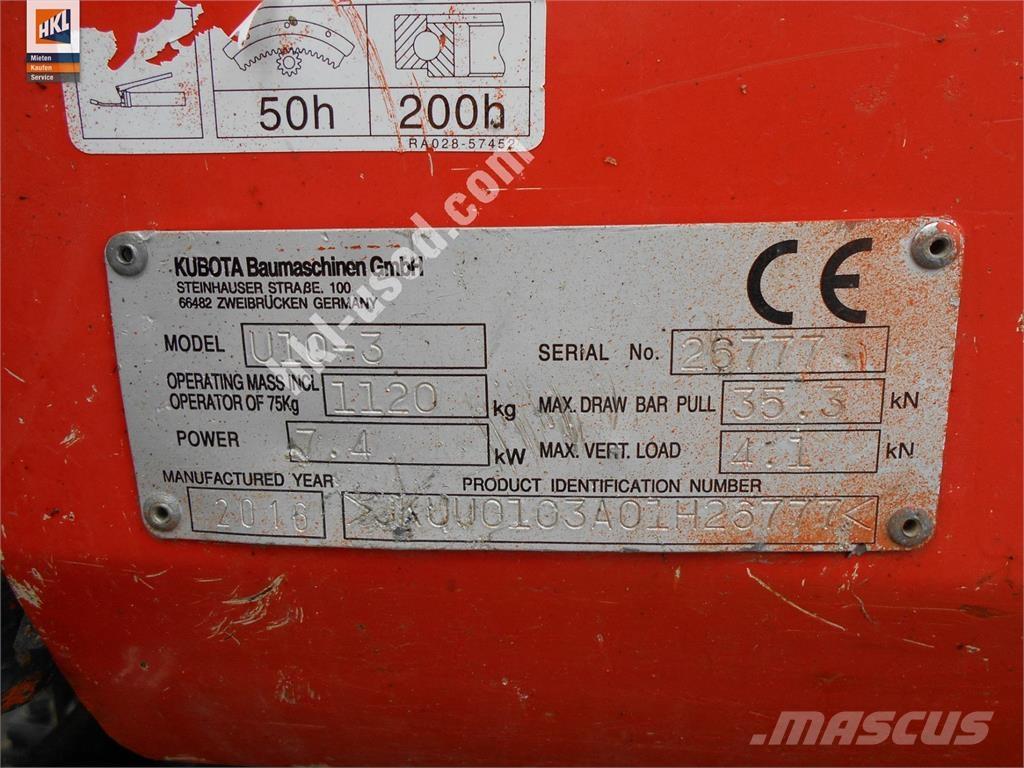 HKL
Mieten
Kaufen
Service
50h 200h
RA028-57452
hkl-used.com
KUBOTA Baumaschinen GmbH
STEINHAUSER STRAßE. 100
66482 ZWEIBRÜCKEN GERMANY
CE
MODEL U10-3 SERIAL No. 26777
OPERATING MASS INCL
OPERATOR OF 75Kg 1120 kg MAX. DRAW BAR PULL 35.3 kN
POWER 7.4 kW MAX. VERT. LOAD 4.1 kN
MANUFACTURED YEAR PRODUCT IDENTIFICATION NUMBER
2016 >JKUU0103A01H26777<
MASCUS